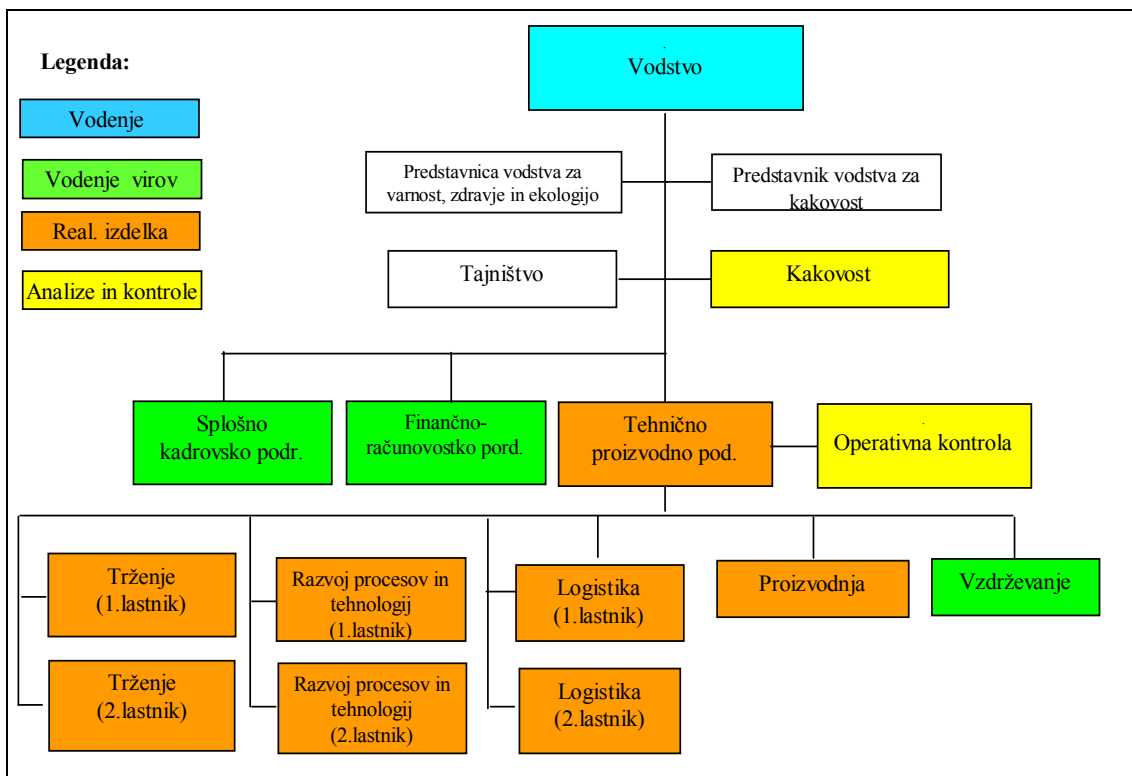 Legenda:
Vodenje
Vodenje virov
Real. izdelka
Analize in kontrole
Vodstvo
Predstavnica vodstva za
varnost, zdravje in ekologijo
Predstavnik vodstva za
kakovost
Tajništvo
Kakovost
Splošno
kadrovsko podr.
Finančno-
računovostko pord.
Tehnično
proizvodno pod.
Operativna kontrola
Trženje
(1.lastnik)
Razvoj procesov in
tehnologij
(1.lastnik)
Logistika
(1.lastnik)
Proizvodnja
Vzdrževanje
Trženje
(2.lastnik)
Razvoj procesov in
tehnologij
(2.lastnik)
Logistika
(2.lastnik)